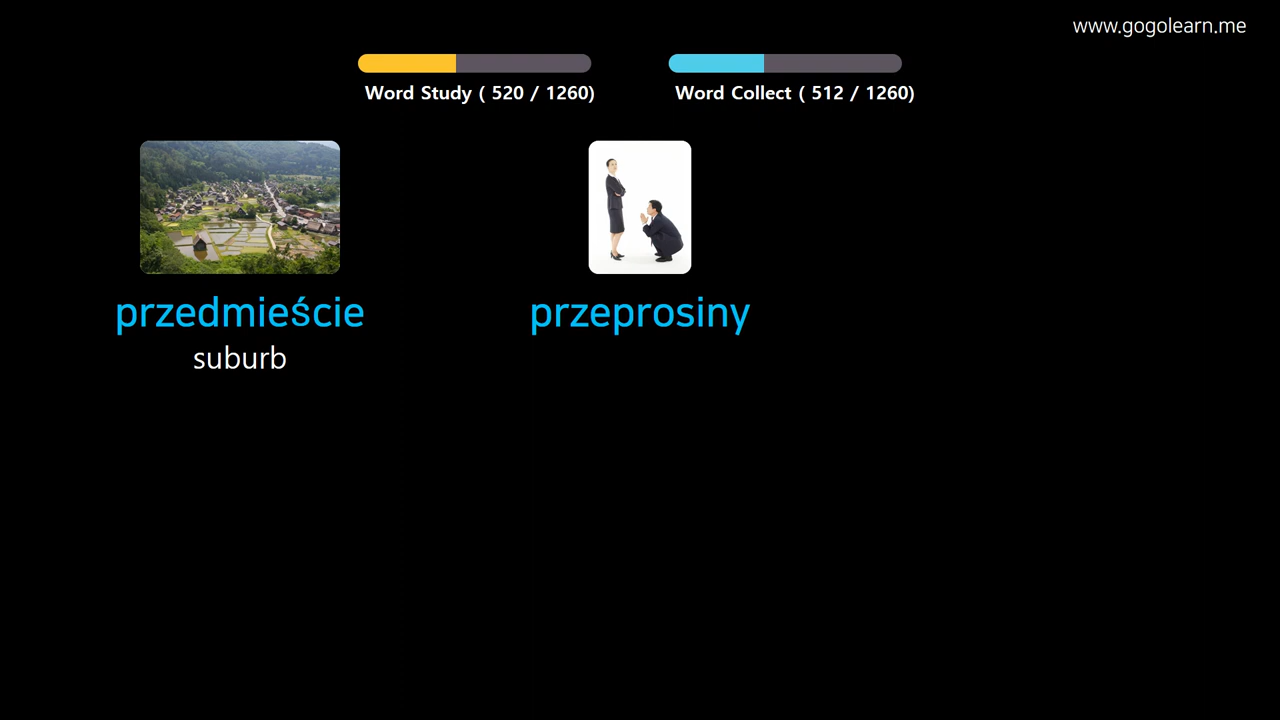 www.gogolearn.me
Word Study ( 520 / 1260)
Word Collect ( 512 / 1260)
przedmieście
przeprosiny
suburb